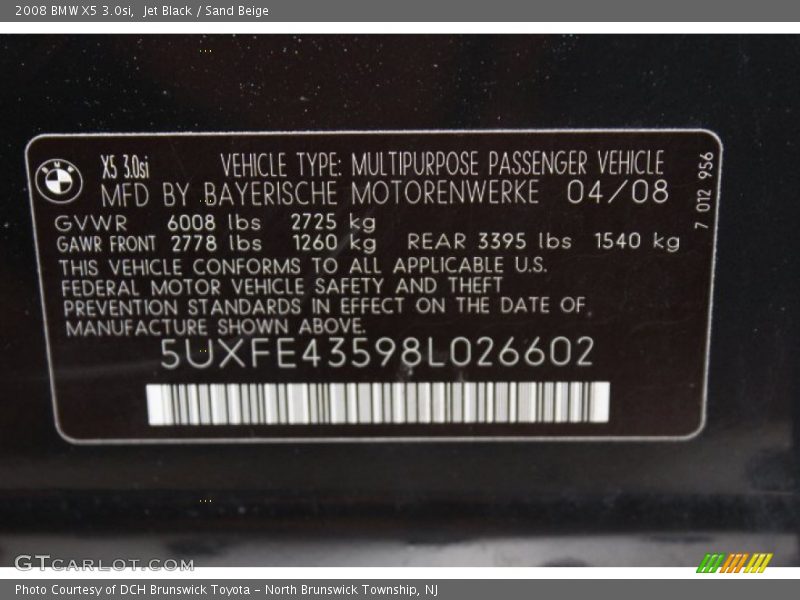 2008 BMW X5 3.0si, Jet Black / Sand Beige
BMW
X5 3.0si VEHICLE TYPE: MULTIPURPOSE PASSENGER VEHICLE
MFD BY BAYERISCHE MOTORENWERKE 04/08
GVWR 6008 lbs 2725 kg
GAWR FRONT 2778 lbs 1260 kg REAR 3395 lbs 1540 kg
THIS VEHICLE CONFORMS TO ALL APPLICABLE U.S.
FEDERAL MOTOR VEHICLE SAFETY AND THEFT
PREVENTION STANDARDS IN EFFECT ON THE DATE OF
MANUFACTURE SHOWN ABOVE.
5UXFE43598L026602
7 012 956
GTCARLOT.COM
Photo Courtesy of DCH Brunswick Toyota - North Brunswick Township, NJ